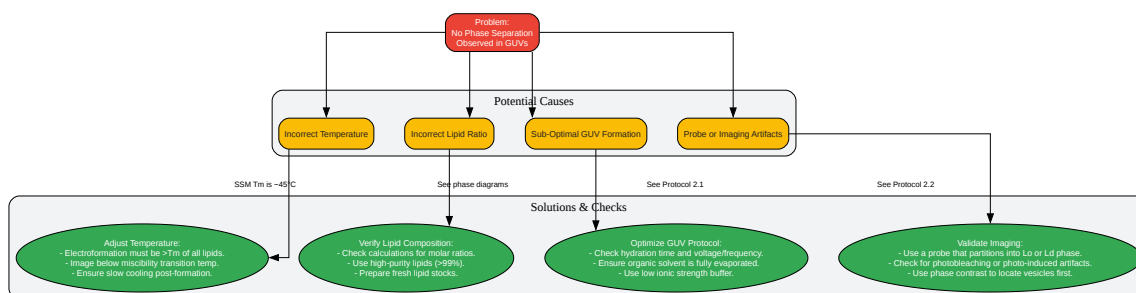 Problem:
No Phase Separation
Observed in GUVs
Potential Causes
Incorrect Temperature
Incorrect Lipid Ratio
Sub-Optimal GUV Formation
Probe or Imaging Artifacts
SSM Tm is ~45°C
See phase diagrams
See Protocol 2.1
See Protocol 2.2
Solutions & Checks
Adjust Temperature:
- Electroformation must be >Tm of all lipids.
- Image below miscibility transition temp.
- Ensure slow cooling post-formation.
Verify Lipid Composition:
- Check calculations for molar ratios.
- Use high-purity lipids (>99%).
- Prepare fresh lipid stocks.
Optimize GUV Protocol:
- Check hydration time and voltage/frequency.
- Ensure organic solvent is fully evaporated.
- Use low ionic strength buffer.
Validate Imaging:
- Use a probe that partitions into Lo or Ld phase.
- Check for photobleaching or photo-induced artifacts.
- Use phase contrast to locate vesicles first.